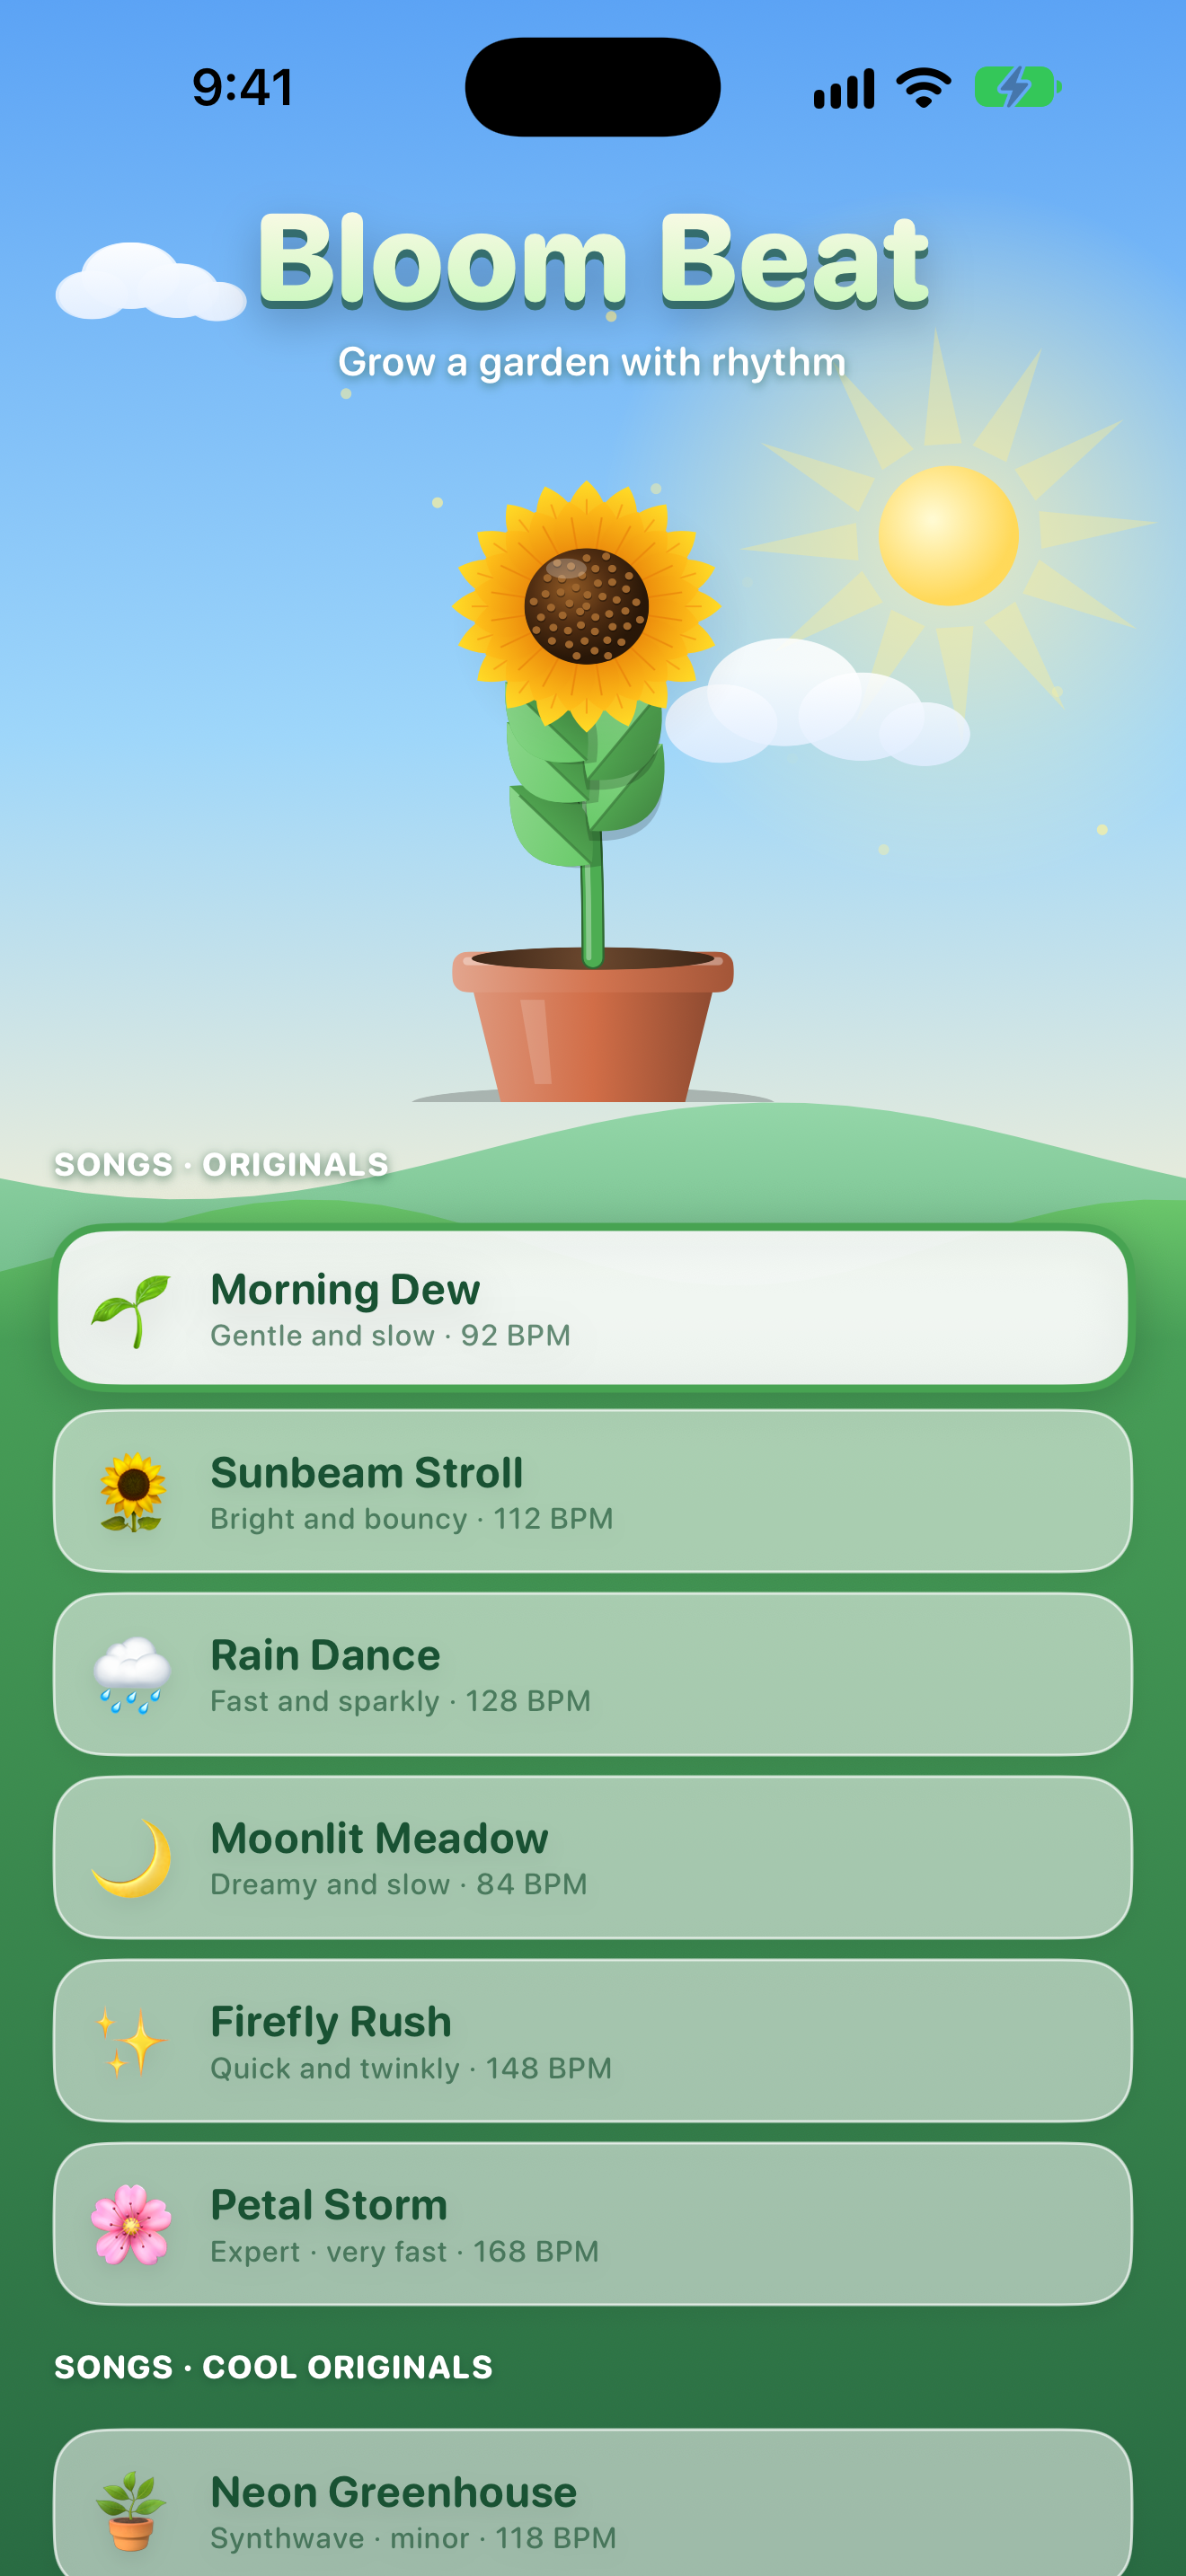 9:41
Bloom Beat
Grow a garden with rhythm
SONGS · ORIGINALS
Morning Dew
Gentle and slow · 92 BPM
Sunbeam Stroll
Bright and bouncy · 112 BPM
Rain Dance
Fast and sparkly · 128 BPM
Moonlit Meadow
Dreamy and slow · 84 BPM
Firefly Rush
Quick and twinkly · 148 BPM
Petal Storm
Expert · very fast · 168 BPM
SONGS · COOL ORIGINALS
Neon Greenhouse
Synthwave · minor · 118 BPM